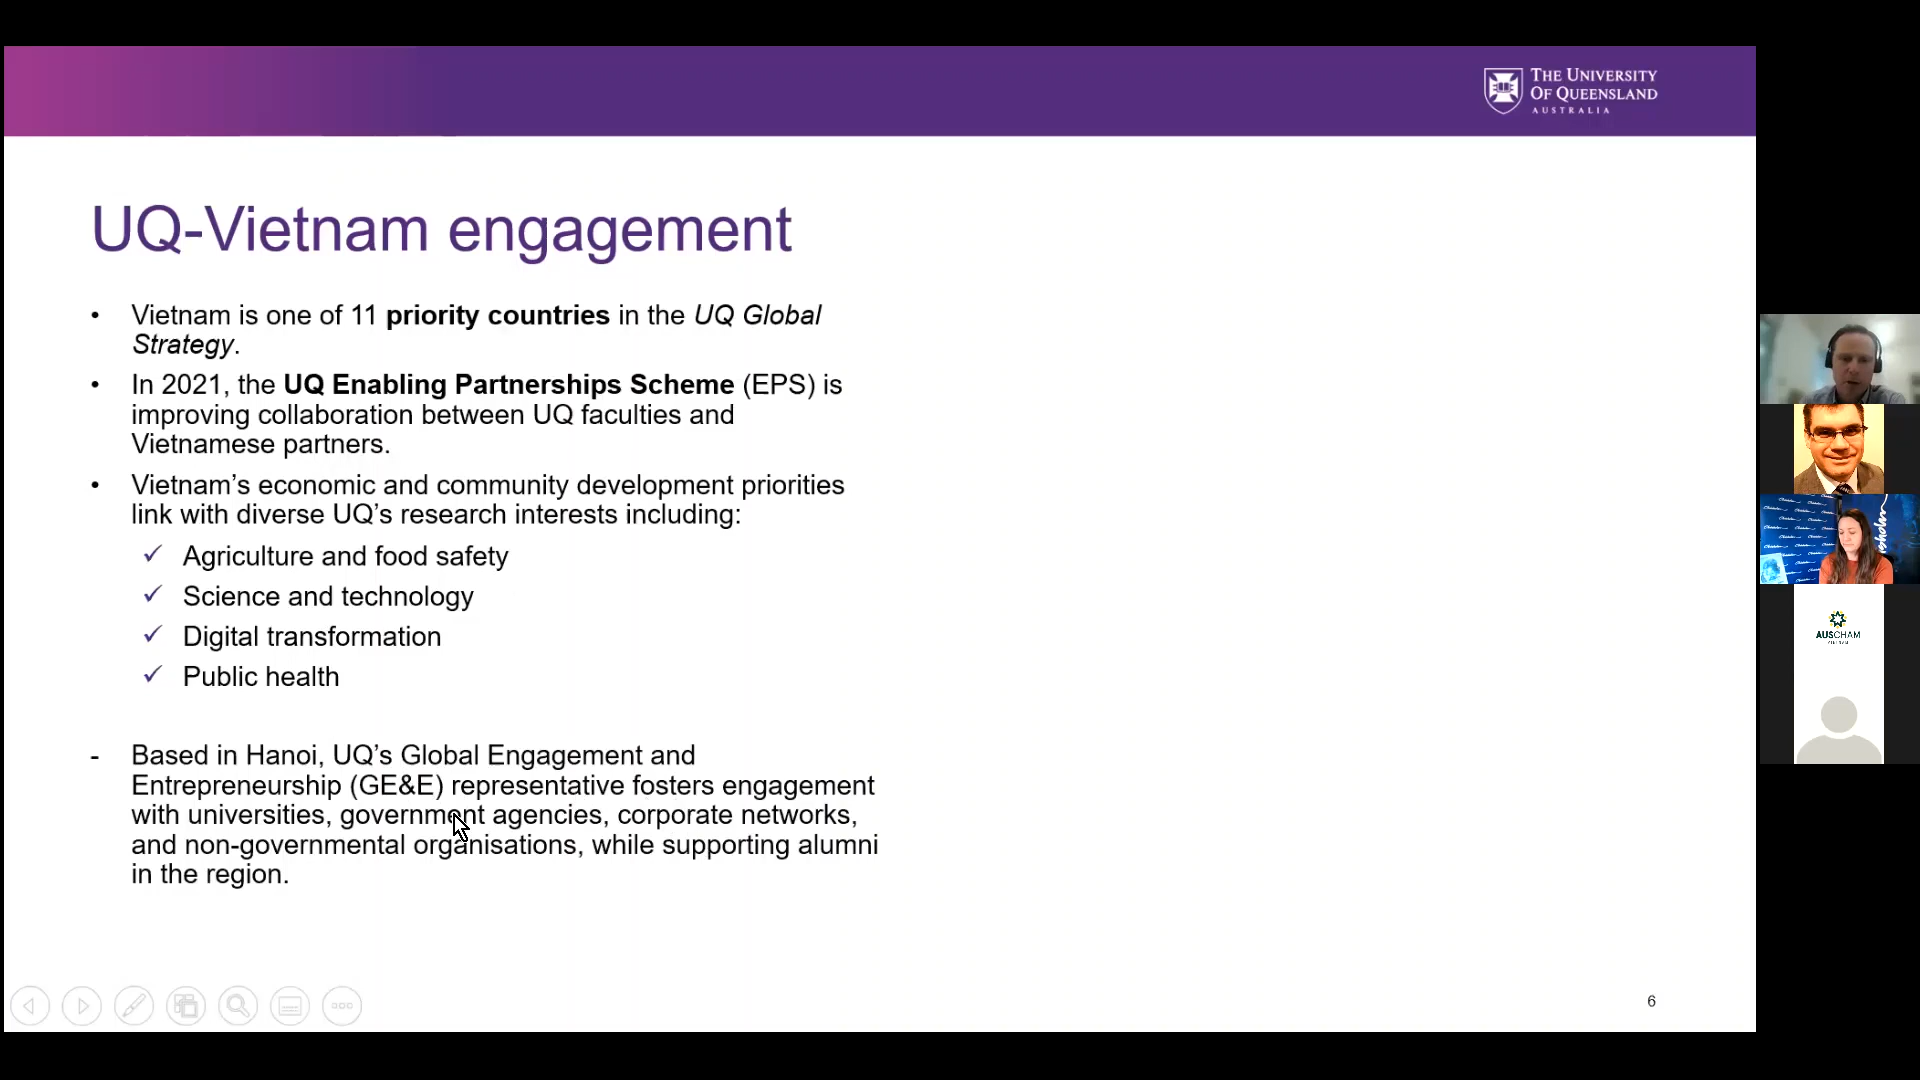 THE UNIVERSITY
OF QUEENSLAND
AUSTRALIA
UQ-Vietnam engagement
• Vietnam is one of 11 priority countries in the UQ Global
Strategy.
• In 2021, the UQ Enabling Partnerships Scheme (EPS) is
improving collaboration between UQ faculties and
Vietnamese partners.
• Vietnam’s economic and community development priorities
link with diverse UQ’s research interests including:
✓ Agriculture and food safety
✓ Science and technology
✓ Digital transformation
✓ Public health
- Based in Hanoi, UQ’s Global Engagement and
Entrepreneurship (GE&E) representative fosters engagement
with universities, government agencies, corporate networks,
and non-governmental organisations, while supporting alumni
in the region.
6
AUSCHAM